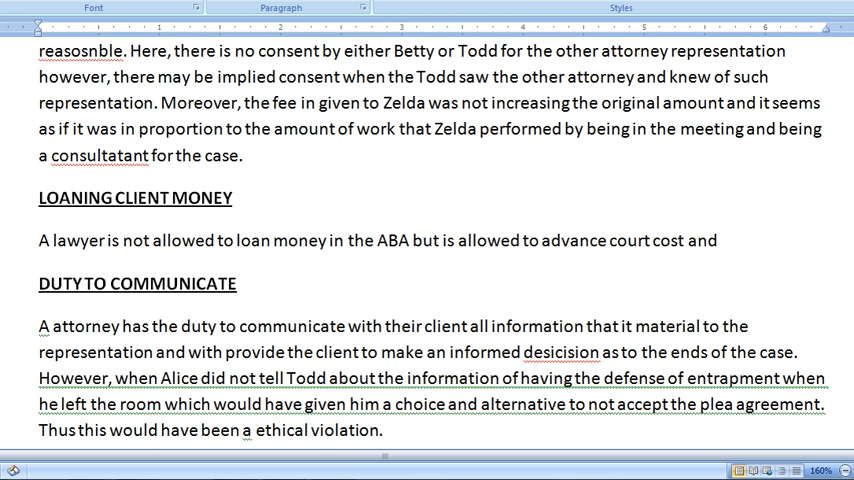 Font Paragraph Styles
1 2 3 4 5 6
reasosnble. Here, there is no consent by either Betty or Todd for the other attorney representation
however, there may be implied consent when the Todd saw the other attorney and knew of such
representation. Moreover, the fee in given to Zelda was not increasing the original amount and it seems
as if it was in proportion to the amount of work that Zelda performed by being in the meeting and being
a consultatant for the case.
LOANING CLIENT MONEY
A lawyer is not allowed to loan money in the ABA but is allowed to advance court cost and
DUTY TO COMMUNICATE
A attorney has the duty to communicate with their client all information that it material to the
representation and with provide the client to make an informed desicision as to the ends of the case.
However, when Alice did not tell Todd about the information of having the defense of entrapment when
he left the room which would have given him a choice and alternative to not accept the plea agreement.
Thus this would have been a ethical violation.
160%